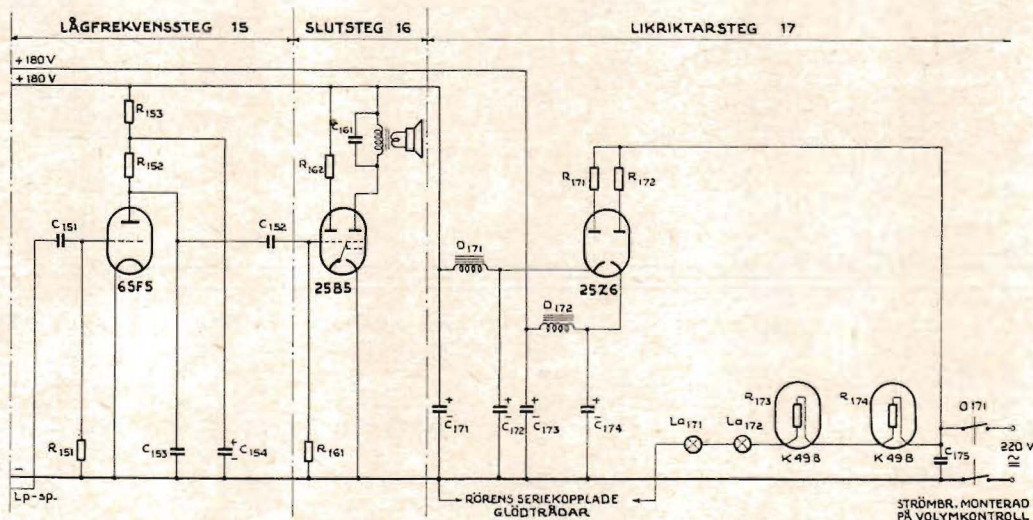 LÅGFREKVENSSTEG 15
SLUTSTEG 16
LIKRIKTARSTEG 17
+180 V
+180 V
R153
C161
R152
R162
R171
R172
C151
C152
D171
6SF5
25B5
25Z6
D172
R173
R174
O171
La171
La172
+
-
C171
+
-
C172
+
-
C173
+
-
C174
220 V
R151
C153
+
-
C154
R161
K49B
K49B
C175
-
Lp-sp.
RÖRENS SERIEKOPPLADE
GLÖDTRÅDAR
STRÖMBR. MONTERAD
PÅ VOLYMKONTROLL